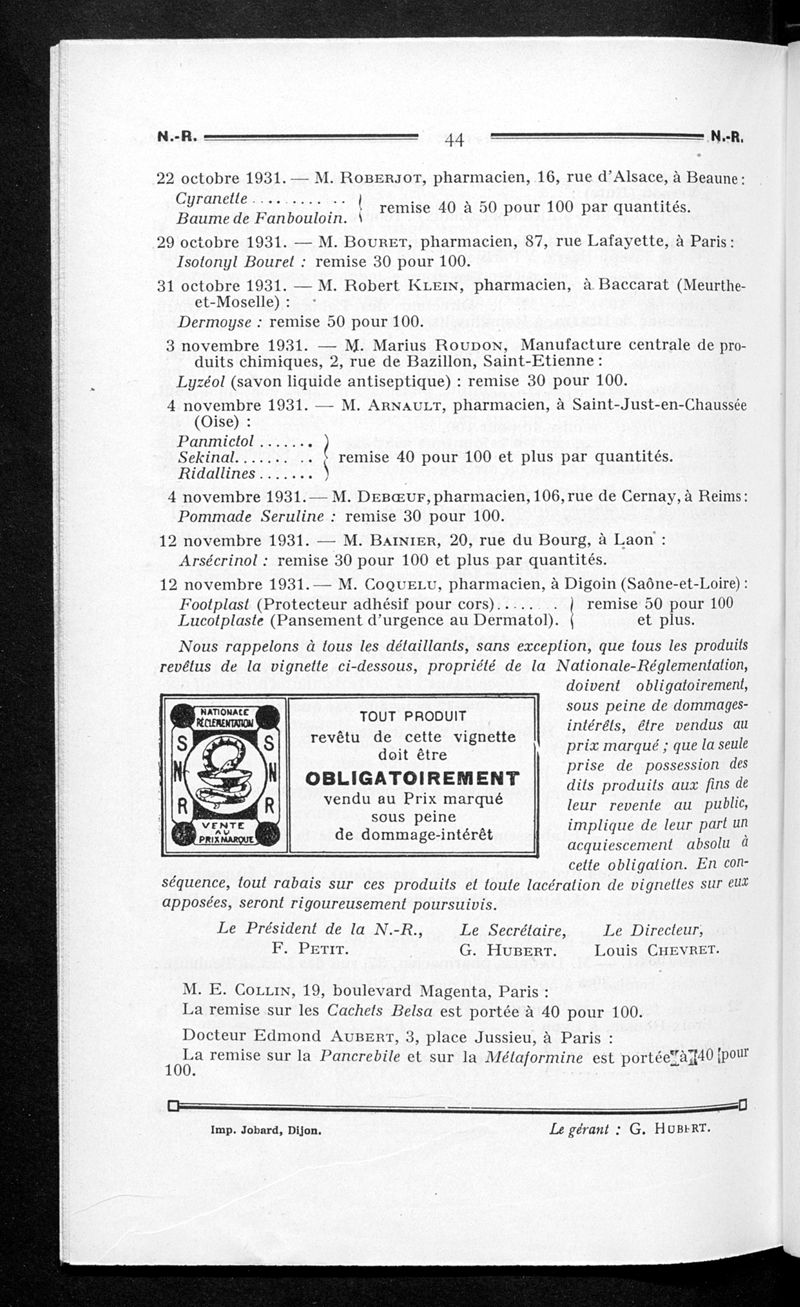 N.-R. 44 N.-R.
22 octobre 1931. — M. ROBERJOT, pharmacien, 16, rue d'Alsace, à Beaune :
Cyranette . . . . . . . . . . .
Baume de Fanbouloin. } remise 40 à 50 pour 100 par quantités.
29 octobre 1931. — M. BOURET, pharmacien, 87, rue Lafayette, à Paris :
Isotonyl Bouret : remise 30 pour 100.
31 octobre 1931. — M. Robert KLEIN, pharmacien, à Baccarat (Meurthe-
et-Moselle) :
Dermoyse : remise 50 pour 100.
3 novembre 1931. — M. Marius ROUDON, Manufacture centrale de pro-
duits chimiques, 2, rue de Bazillon, Saint-Etienne :
Lyzéol (savon liquide antiseptique) : remise 30 pour 100.
4 novembre 1931. — M. ARNAULT, pharmacien, à Saint-Just-en-Chaussée
(Oise) :
Panmictol . . . . . . .
Sekinal. . . . . . . . . . } remise 40 pour 100 et plus par quantités.
Ridallines . . . . . . .
4 novembre 1931. — M. DEBŒUF, pharmacien, 106, rue de Cernay, à Reims :
Pommade Seruline : remise 30 pour 100.
12 novembre 1931. — M. BAINIER, 20, rue du Bourg, à Laon :
Arsécrinol : remise 30 pour 100 et plus par quantités.
12 novembre 1931. — M. COQUELU, pharmacien, à Digoin (Saône-et-Loire) :
Footplast (Protecteur adhésif pour cors). . . . . . . } remise 50 pour 100
Lucotplaste (Pansement d'urgence au Dermatol). } et plus.
Nous rappelons à tous les détaillants, sans exception, que tous les produits
revêtus de la vignette ci-dessous, propriété de la Nationale-Réglementation,
doivent obligatoirement,
sous peine de dommages-
intérêts, être vendus au
prix marqué ; que la seule
prise de possession des
dits produits aux fins de
leur revente au public,
implique de leur part un
acquiescement absolu à
cette obligation. En con-
séquence, tout rabais sur ces produits et toute lacération de vignettes sur eux
apposées, seront rigoureusement poursuivis.
NATIONALE
RÉGLEMENTATION
S S
N N
R R
VENTE
AU
PRIX MARQUÉ
TOUT PRODUIT
revêtu de cette vignette
doit être
OBLIGATOIREMENT
vendu au Prix marqué
sous peine
de dommage-intérêt
Le Président de la N.-R., Le Secrétaire, Le Directeur,
F. PETIT. G. HUBERT. Louis CHEVRET.
M. E. COLLIN, 19, boulevard Magenta, Paris :
La remise sur les Cachets Belsa est portée à 40 pour 100.
Docteur Edmond AUBERT, 3, place Jussieu, à Paris :
La remise sur la Pancrebile et sur la Métaformine est portée à 40 pour
100.
Imp. Jobard, Dijon. Le gérant : G. HUBERT.